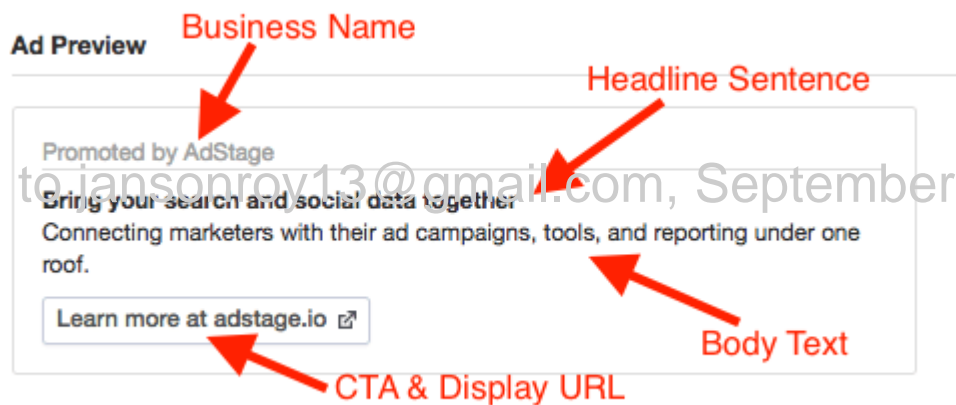 Business Name
Ad Preview
Headline Sentence
Promoted by AdStage
to jansonroy13@gmail.com, September
Bring your search and social data together
Connecting marketers with their ad campaigns, tools, and reporting under one
roof.
Learn more at adstage.io
Body Text
CTA & Display URL